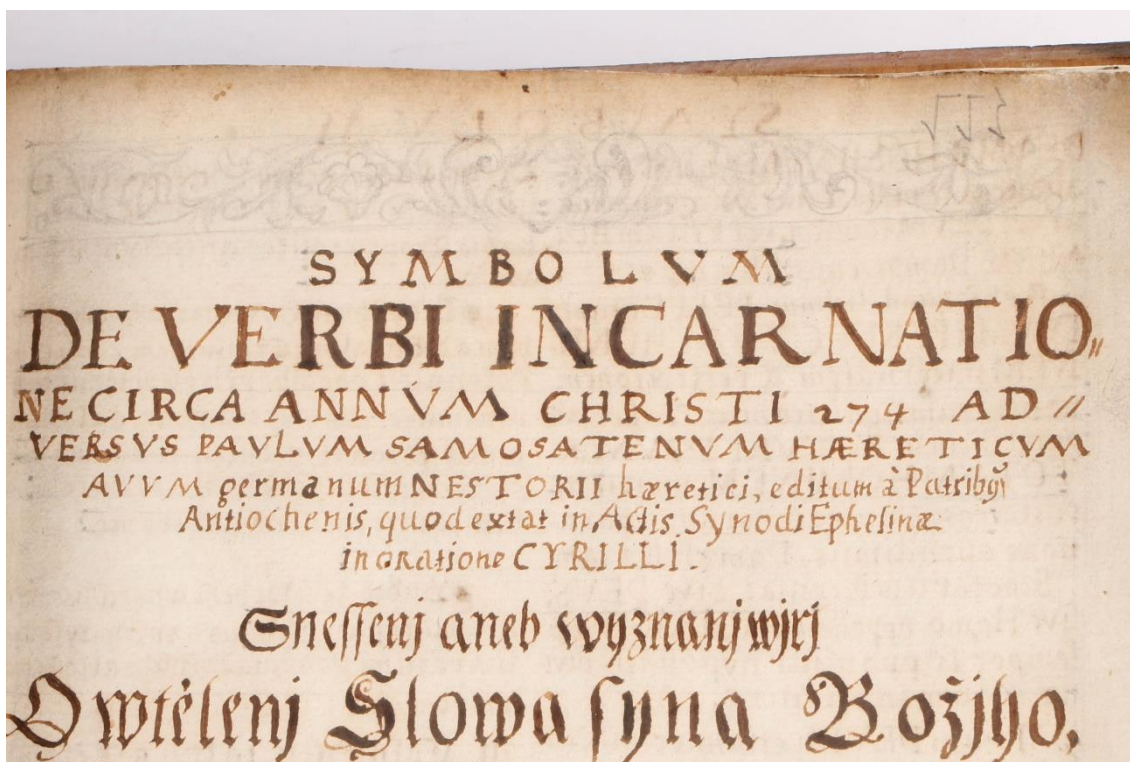 SYMBOLVM
DE VERBI INCARNATIO„
NE CIRCA ANNVM CHRISTI 274 AD//
VERSVS PAVLVM SAMOSATENVM HÆRETICVM
AVVM germanum NESTORII hæretici, editum à Patribus
Antiochenis, quod extat in Actis Synodi Ephesinæ
in oratione CYRILLI.
Snessenj aneb wyznanj wjrj
O wtělenj Slowa syna Božjho,